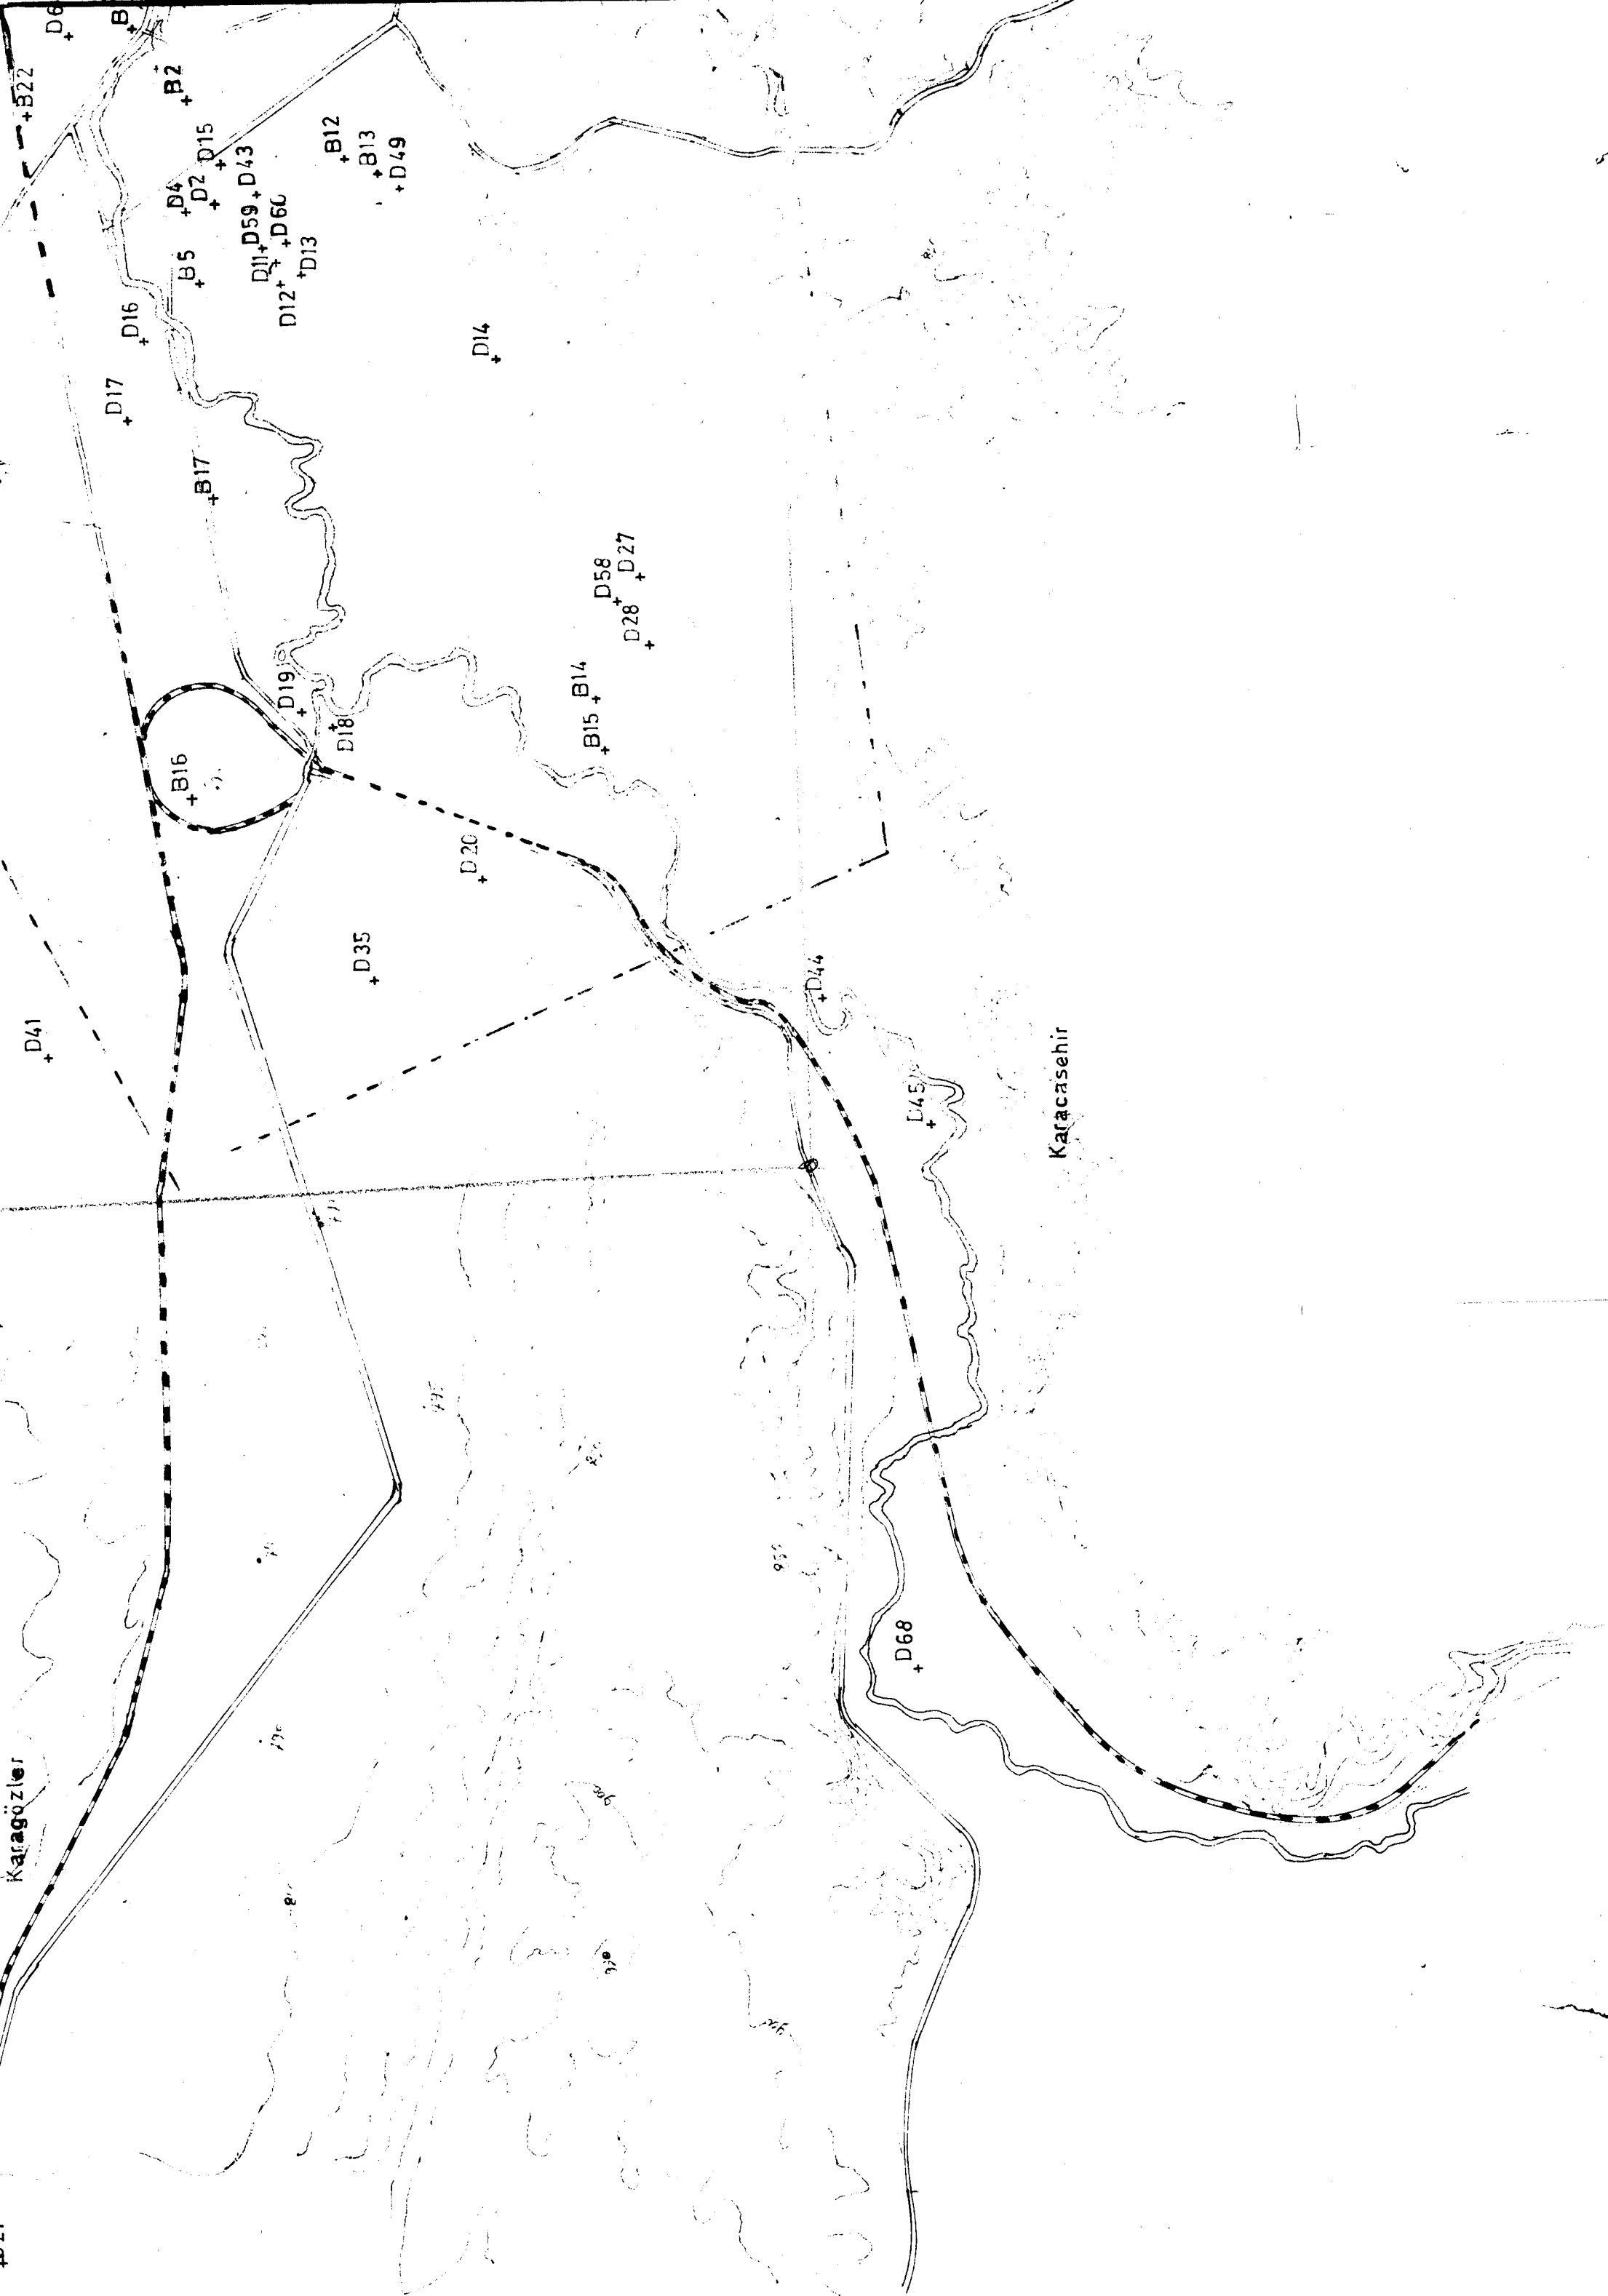 D6
B
+B22
B2
D15
D4
D2
D43
B12
B13
D49
D59
D60
D11
D13
D12
B5
D16
D17
D14
B17
D58
D27
D28
B14
B15
D19
D18
B16
D20
D35
D41
D44
D45
Karacasehir
D68
Karagözler